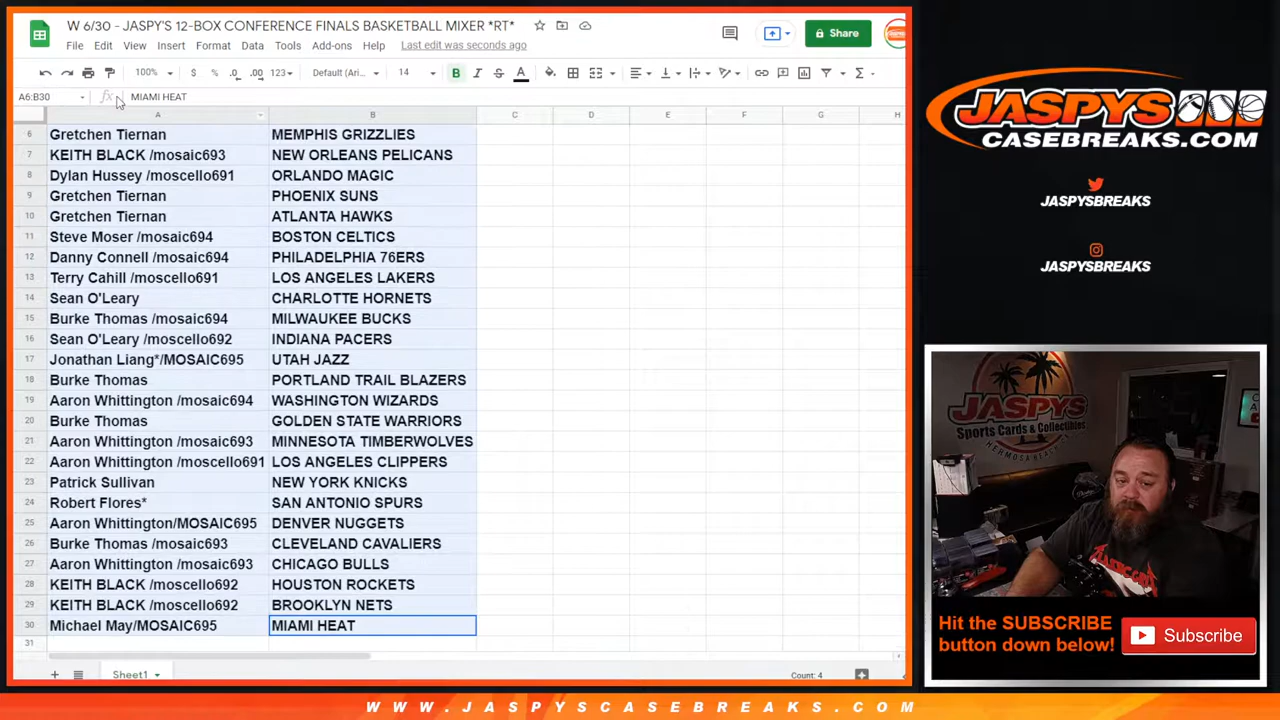 W 6/30 - JASPY'S 12-BOX CONFERENCE FINALS BASKETBALL MIXER *RT*
File Edit View Insert Format Data Tools Add-ons Help Last edit was seconds ago
Share
100% $ % .0 .00 123 Default (Ari... 14 B I S A
A6:B30 fx MIAMI HEAT
A B C D E F G H
6 Gretchen Tiernan MEMPHIS GRIZZLIES
7 KEITH BLACK /mosaic693 NEW ORLEANS PELICANS
8 Dylan Hussey /moscello691 ORLANDO MAGIC
9 Gretchen Tiernan PHOENIX SUNS
10 Gretchen Tiernan ATLANTA HAWKS
11 Steve Moser /mosaic694 BOSTON CELTICS
12 Danny Connell /mosaic694 PHILADELPHIA 76ERS
13 Terry Cahill /moscello691 LOS ANGELES LAKERS
14 Sean O'Leary CHARLOTTE HORNETS
15 Burke Thomas /mosaic694 MILWAUKEE BUCKS
16 Sean O'Leary /moscello692 INDIANA PACERS
17 Jonathan Liang*/MOSAIC695 UTAH JAZZ
18 Burke Thomas PORTLAND TRAIL BLAZERS
19 Aaron Whittington /mosaic694 WASHINGTON WIZARDS
20 Burke Thomas GOLDEN STATE WARRIORS
21 Aaron Whittington /mosaic693 MINNESOTA TIMBERWOLVES
22 Aaron Whittington /moscello691 LOS ANGELES CLIPPERS
23 Patrick Sullivan NEW YORK KNICKS
24 Robert Flores* SAN ANTONIO SPURS
25 Aaron Whittington/MOSAIC695 DENVER NUGGETS
26 Burke Thomas /mosaic693 CLEVELAND CAVALIERS
27 Aaron Whittington /mosaic693 CHICAGO BULLS
28 KEITH BLACK /moscello692 HOUSTON ROCKETS
29 KEITH BLACK /moscello692 BROOKLYN NETS
30 Michael May/MOSAIC695 MIAMI HEAT
31
Sheet1 Count: 4
JASPYS
CASEBREAKS.COM
JASPYSBREAKS
JASPYSBREAKS
JASPYS
Sports Cards & Collectibles
HERMOSA BEACH
Hit the SUBSCRIBE
button down below!
Subscribe
WWW.JASPYSCASEBREAKS.COM